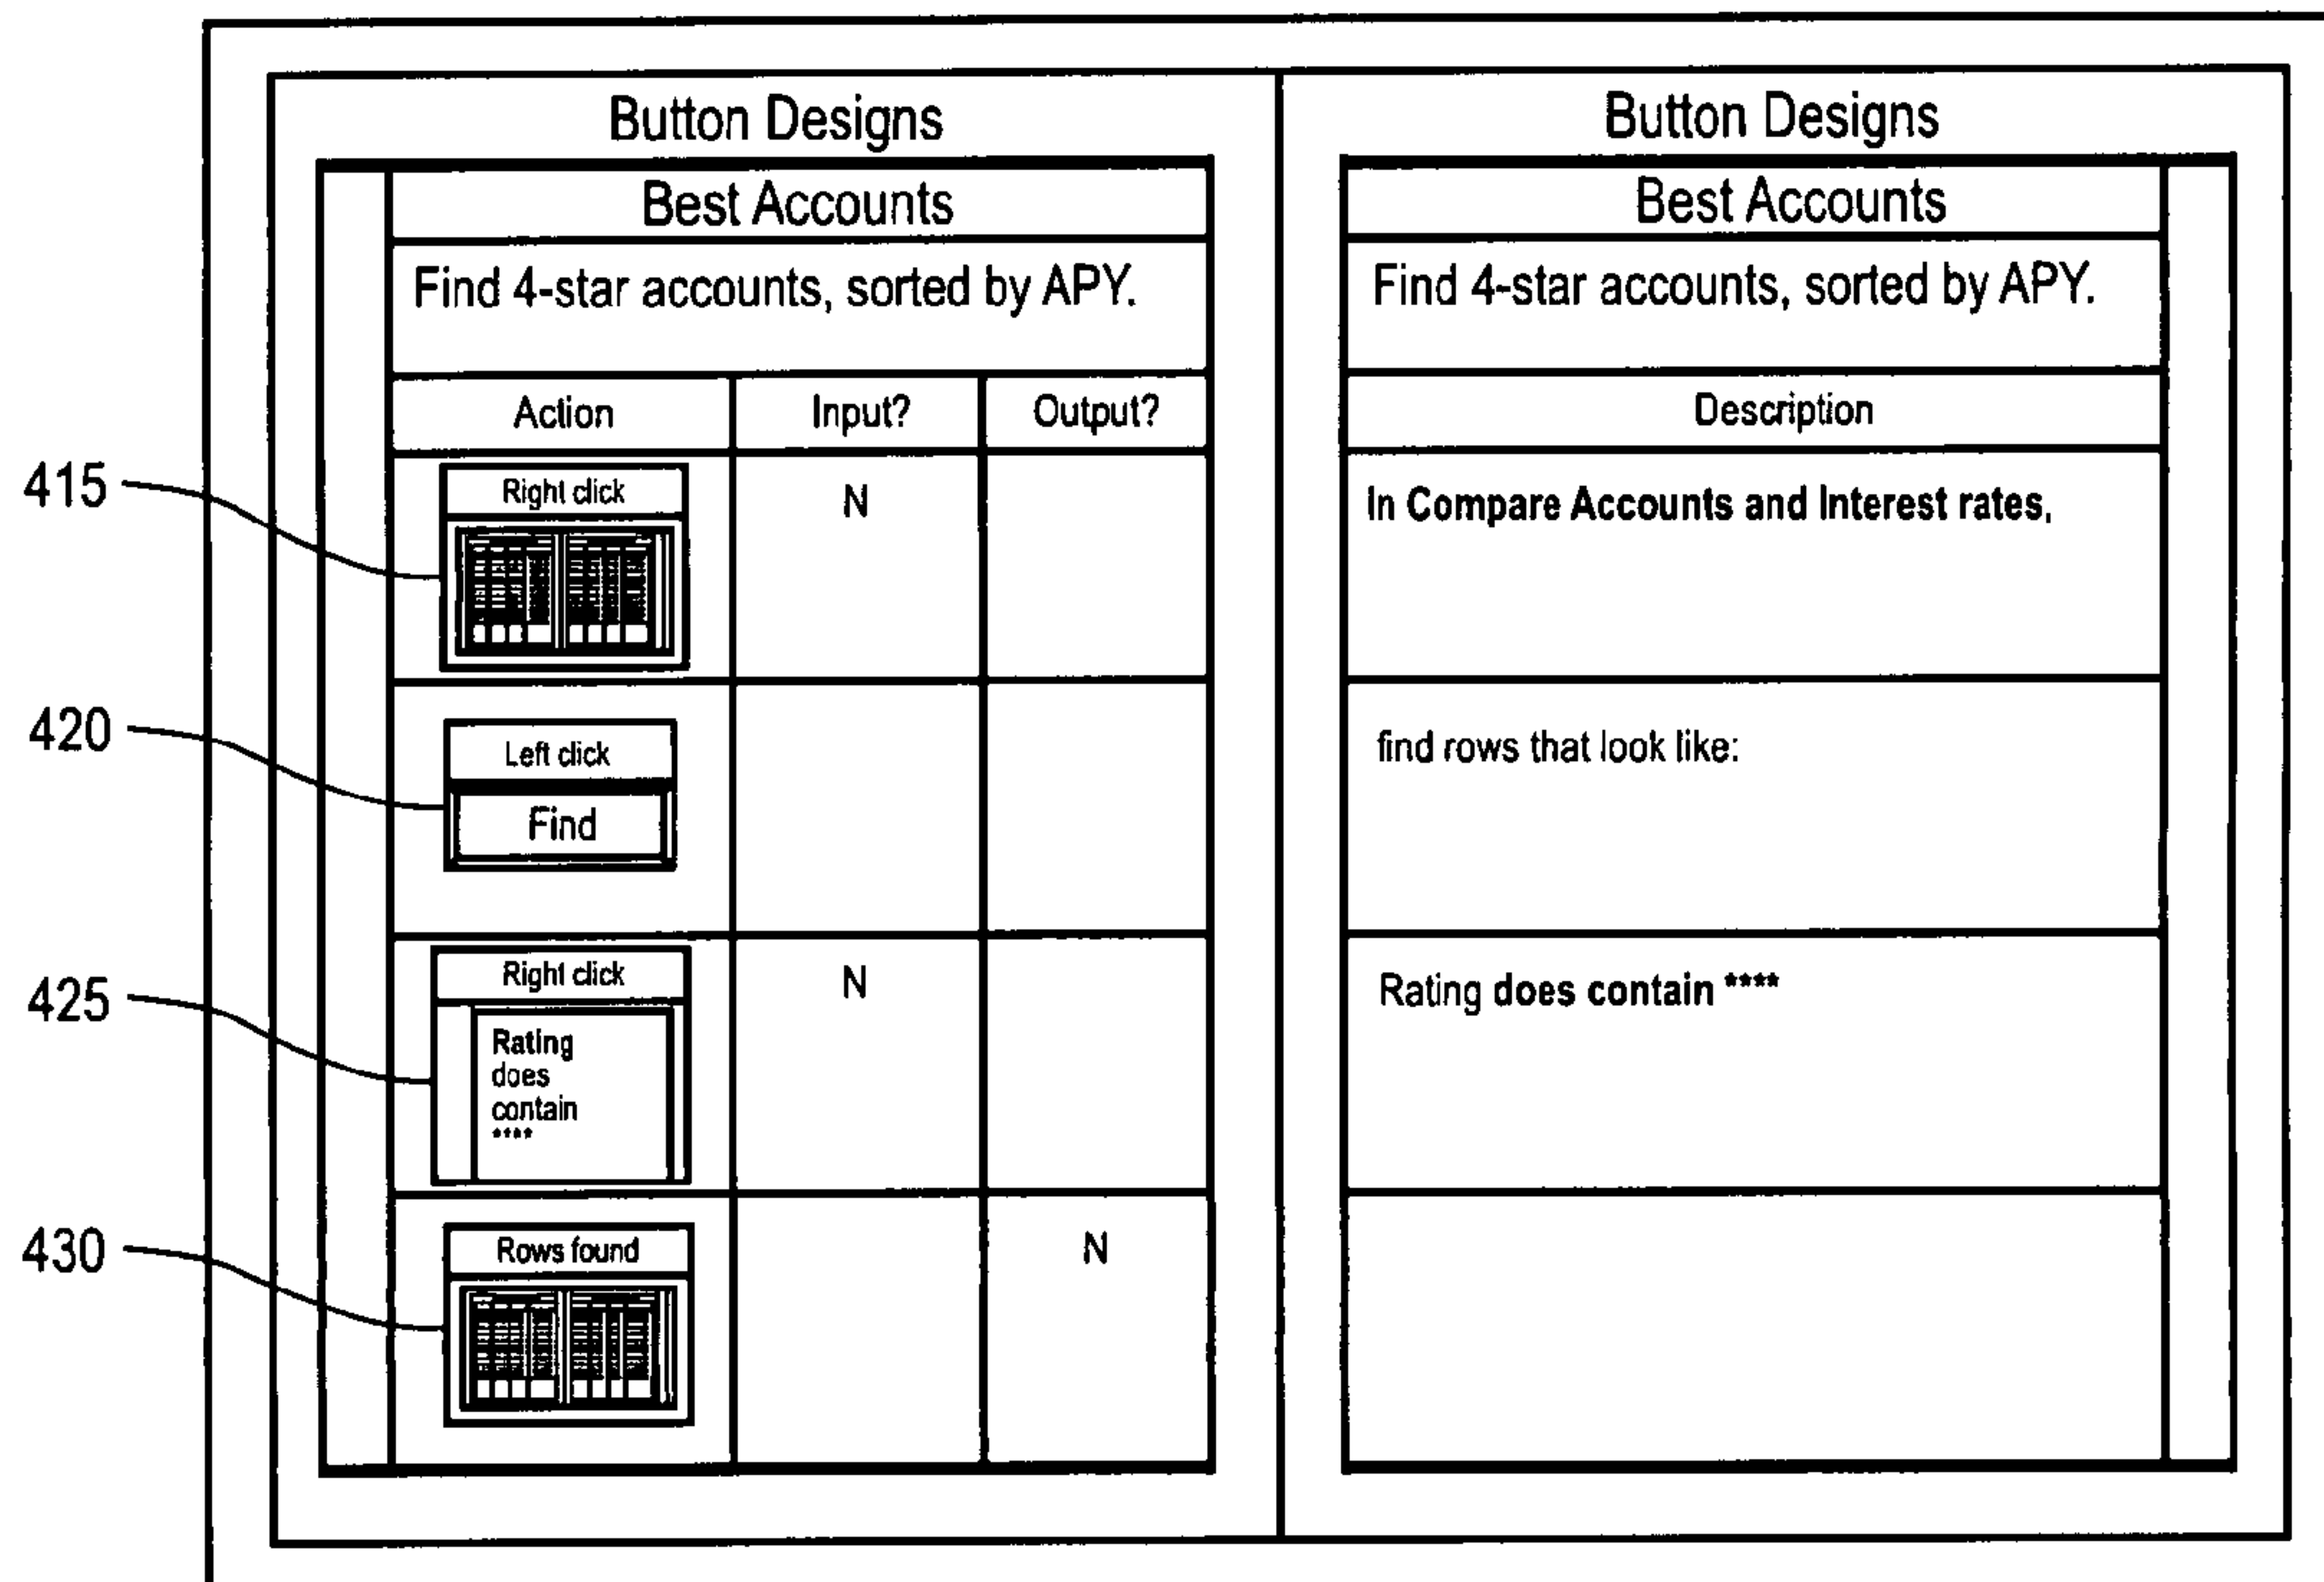 Button Designs
Best Accounts
Find 4-star accounts, sorted by APY.
Action Input? Output?
415
Right click N
420
Left click
Find
425
Right click N
Rating
does
contain
****
430
Rows found N
Button Designs
Best Accounts
Find 4-star accounts, sorted by APY.
Description
In Compare Accounts and Interest rates,
find rows that look like:
Rating does contain ****